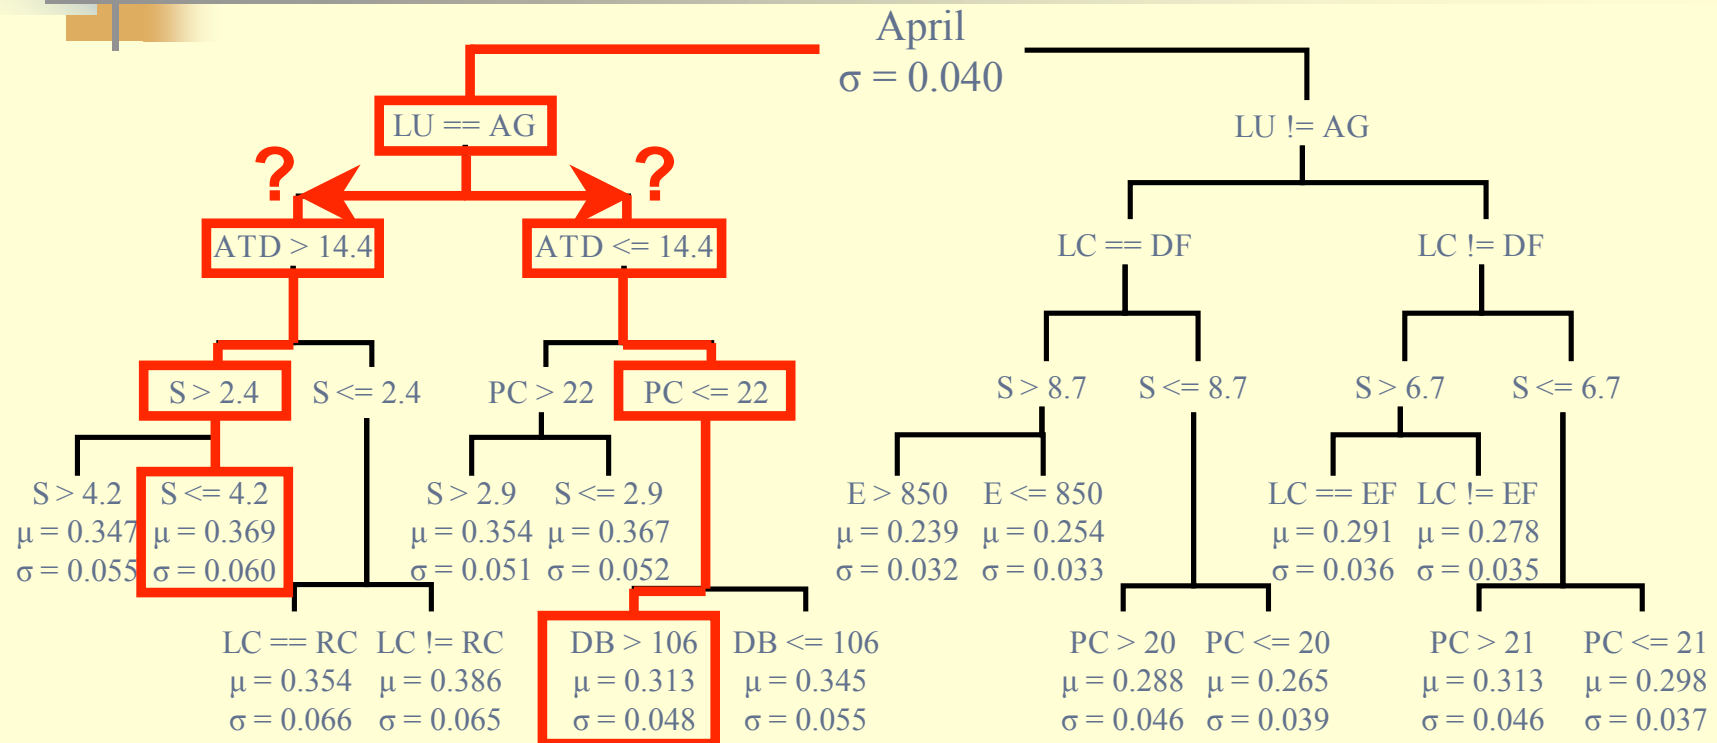 April
σ = 0.040
LU == AG
LU != AG
? ?
ATD > 14.4
ATD <= 14.4
LC == DF
LC != DF
S > 2.4
S <= 2.4
PC > 22
PC <= 22
S > 8.7
S <= 8.7
S > 6.7
S <= 6.7
S > 4.2
μ = 0.347
σ = 0.055
S <= 4.2
μ = 0.369
σ = 0.060
S > 2.9
μ = 0.354
σ = 0.051
S <= 2.9
μ = 0.367
σ = 0.052
E > 850
μ = 0.239
σ = 0.032
E <= 850
μ = 0.254
σ = 0.033
LC == EF
μ = 0.291
σ = 0.036
LC != EF
μ = 0.278
σ = 0.035
LC == RC
μ = 0.354
σ = 0.066
LC != RC
μ = 0.386
σ = 0.065
DB > 106
μ = 0.313
σ = 0.048
DB <= 106
μ = 0.345
σ = 0.055
PC > 20
μ = 0.288
σ = 0.046
PC <= 20
μ = 0.265
σ = 0.039
PC > 21
μ = 0.313
σ = 0.046
PC <= 21
μ = 0.298
σ = 0.037